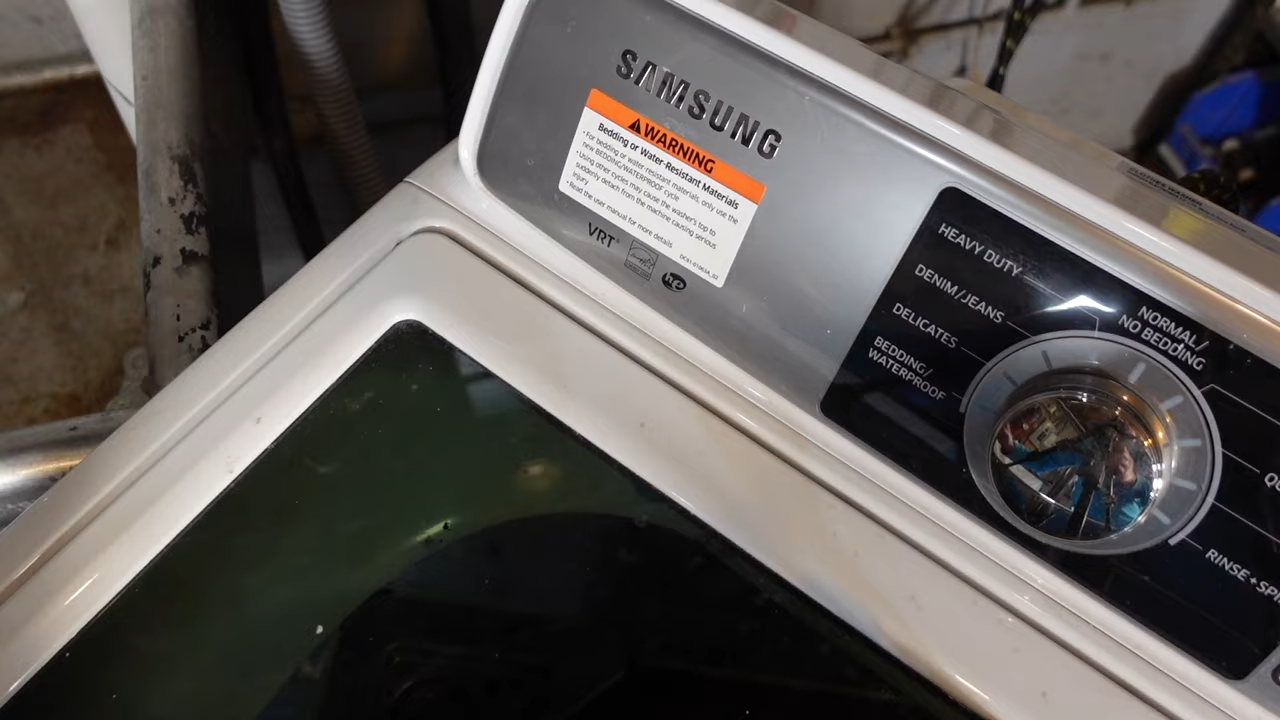 SAMSUNG
WARNING
Bedding or Water-Resistant Materials
• For bedding or water-resistant materials, only use the
new BEDDING/WATERPROOF cycle
• Using other cycles may cause the washer's top to
suddenly detach from the machine causing serious
injury
• Read the user manual for more details
VRT
HEAVY DUTY
DENIM/JEANS
DELICATES
BEDDING/
WATERPROOF
NORMAL/
NO BEDDING
RINSE+SPI